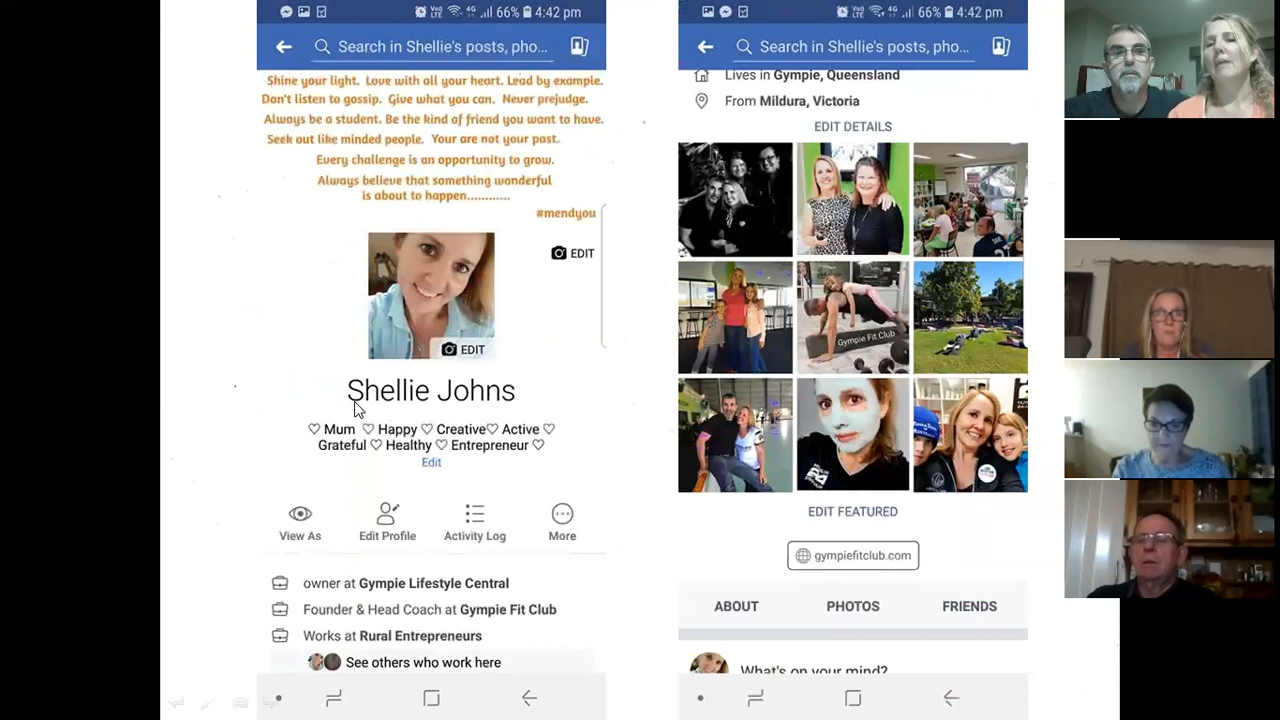 66% 4:42 pm
Search in Shellie's posts, pho...
Shine your light. Love with all your heart. Lead by example.
Don't listen to gossip. Give what you can. Never prejudge.
Always be a student. Be the kind of friend you want to have.
Seek out like minded people. Your are not your past.
Every challenge is an opportunity to grow.
Always believe that something wonderful
is about to happen............
#mendyou
EDIT
EDIT
Shellie Johns
♡ Mum ♡ Happy ♡ Creative♡ Active ♡
Grateful ♡ Healthy ♡ Entrepreneur ♡
Edit
View As
Edit Profile
Activity Log
More
owner at Gympie Lifestyle Central
Founder & Head Coach at Gympie Fit Club
Works at Rural Entrepreneurs
See others who work here
66% 4:42 pm
Search in Shellie's posts, pho...
Lives in Gympie, Queensland
From Mildura, Victoria
EDIT DETAILS
Gympie Fit Club
EDIT FEATURED
gympiefitclub.com
ABOUT
PHOTOS
FRIENDS
What's on your mind?